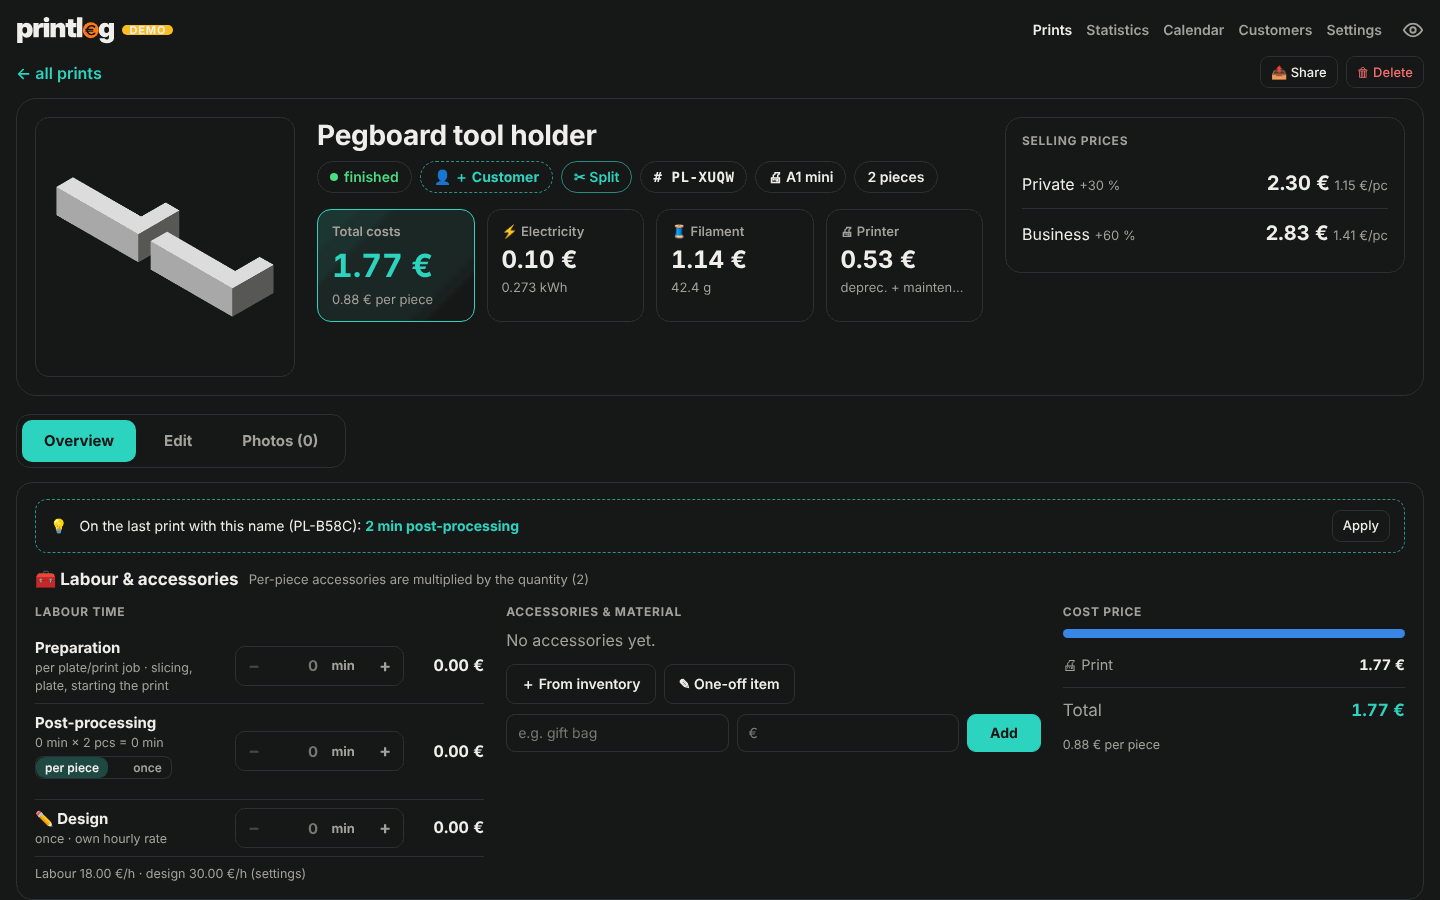 printlog DEMO
Prints Statistics Calendar Customers Settings
← all prints
Share Delete
Pegboard tool holder
finished + Customer Split # PL-XUQW A1 mini 2 pieces
Total costs
1.77 €
0.88 € per piece
Electricity
0.10 €
0.273 kWh
Filament
1.14 €
42.4 g
Printer
0.53 €
deprec. + mainten...
SELLING PRICES
Private +30 % 2.30 € 1.15 €/pc
Business +60 % 2.83 € 1.41 €/pc
Overview Edit Photos (0)
On the last print with this name (PL-B58C): 2 min post-processing Apply
Labour & accessories Per-piece accessories are multiplied by the quantity (2)
LABOUR TIME
Preparation
per plate/print job · slicing,
plate, starting the print
− 0 min + 0.00 €
Post-processing
0 min × 2 pcs = 0 min
per piece once
− 0 min + 0.00 €
Design
once · own hourly rate
− 0 min + 0.00 €
Labour 18.00 €/h · design 30.00 €/h (settings)
ACCESSORIES & MATERIAL
No accessories yet.
+ From inventory ✎ One-off item
e.g. gift bag € Add
COST PRICE
Print 1.77 €
Total 1.77 €
0.88 € per piece